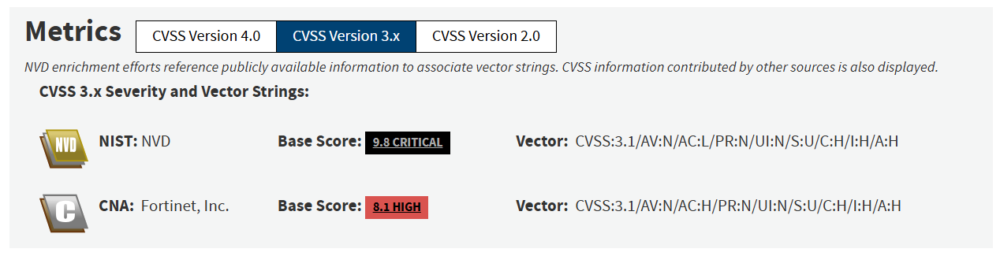 Metrics CVSS Version 4.0 CVSS Version 3.x CVSS Version 2.0
NVD enrichment efforts reference publicly available information to associate vector strings. CVSS information contributed by other sources is also displayed.
CVSS 3.x Severity and Vector Strings:
NVD NIST: NVD Base Score: 9.8 CRITICAL Vector: CVSS:3.1/AV:N/AC:L/PR:N/UI:N/S:U/C:H/I:H/A:H
C CNA: Fortinet, Inc. Base Score: 8.1 HIGH Vector: CVSS:3.1/AV:N/AC:H/PR:N/UI:N/S:U/C:H/I:H/A:H